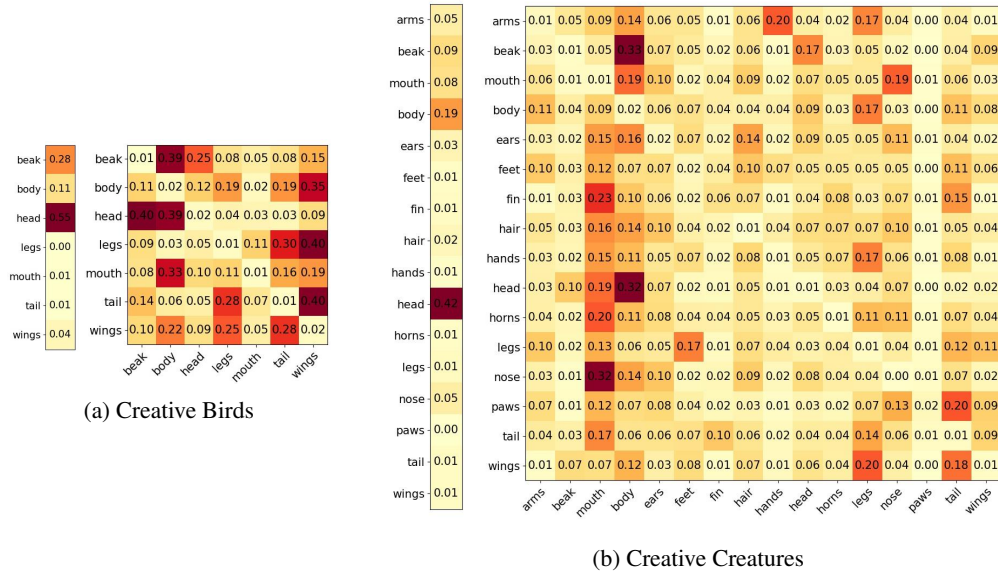 beak 0.28
body 0.11
head 0.55
legs 0.00
mouth 0.01
tail 0.01
wings 0.04
beak 0.01 0.39 0.25 0.08 0.05 0.08 0.15
body 0.11 0.02 0.12 0.19 0.02 0.19 0.35
head 0.40 0.39 0.02 0.04 0.03 0.03 0.09
legs 0.09 0.03 0.05 0.01 0.11 0.30 0.40
mouth 0.08 0.33 0.10 0.11 0.01 0.16 0.19
tail 0.14 0.06 0.05 0.28 0.07 0.01 0.40
wings 0.10 0.22 0.09 0.25 0.05 0.28 0.02
beak body head legs mouth tail wings
(a) Creative Birds
arms 0.05
beak 0.09
mouth 0.08
body 0.19
ears 0.03
feet 0.01
fin 0.01
hair 0.02
hands 0.01
head 0.42
horns 0.01
legs 0.01
nose 0.05
paws 0.00
tail 0.01
wings 0.01
arms 0.01 0.05 0.09 0.14 0.06 0.05 0.01 0.06 0.20 0.04 0.02 0.17 0.04 0.01 0.04 0.01
beak 0.03 0.01 0.05 0.33 0.07 0.05 0.02 0.06 0.01 0.17 0.03 0.05 0.02 0.00 0.04 0.09
mouth 0.06 0.01 0.01 0.19 0.10 0.02 0.04 0.09 0.02 0.07 0.05 0.05 0.19 0.01 0.06 0.03
body 0.11 0.04 0.09 0.02 0.06 0.07 0.04 0.04 0.04 0.09 0.03 0.17 0.03 0.00 0.11 0.08
ears 0.03 0.02 0.15 0.16 0.02 0.07 0.02 0.14 0.02 0.09 0.05 0.05 0.11 0.01 0.04 0.02
feet 0.10 0.03 0.12 0.07 0.07 0.02 0.04 0.10 0.07 0.05 0.05 0.05 0.05 0.00 0.11 0.06
fin 0.01 0.03 0.23 0.10 0.06 0.02 0.06 0.07 0.01 0.04 0.08 0.03 0.07 0.01 0.15 0.01
hair 0.05 0.03 0.16 0.14 0.10 0.04 0.02 0.01 0.04 0.07 0.07 0.07 0.10 0.01 0.05 0.04
hands 0.03 0.02 0.15 0.11 0.05 0.07 0.02 0.08 0.01 0.05 0.07 0.17 0.06 0.01 0.08 0.01
head 0.03 0.10 0.19 0.32 0.07 0.02 0.01 0.05 0.01 0.03 0.04 0.07 0.00 0.02 0.02 0.02
horns 0.04 0.02 0.20 0.11 0.08 0.04 0.04 0.05 0.03 0.05 0.01 0.11 0.11 0.01 0.07 0.04
legs 0.10 0.02 0.13 0.06 0.05 0.17 0.01 0.07 0.04 0.03 0.04 0.01 0.04 0.01 0.12 0.11
nose 0.03 0.01 0.32 0.14 0.10 0.02 0.02 0.09 0.02 0.08 0.04 0.04 0.00 0.01 0.07 0.02
paws 0.07 0.01 0.12 0.07 0.08 0.04 0.02 0.03 0.01 0.03 0.02 0.07 0.13 0.02 0.20 0.09
tail 0.04 0.03 0.17 0.06 0.06 0.07 0.10 0.06 0.02 0.04 0.04 0.14 0.06 0.01 0.01 0.09
wings 0.01 0.07 0.07 0.12 0.03 0.08 0.01 0.07 0.01 0.06 0.04 0.20 0.04 0.00 0.18 0.01
arms beak mouth body ears feet fin hair hands head horns legs nose paws tail wings
(b) Creative Creatures